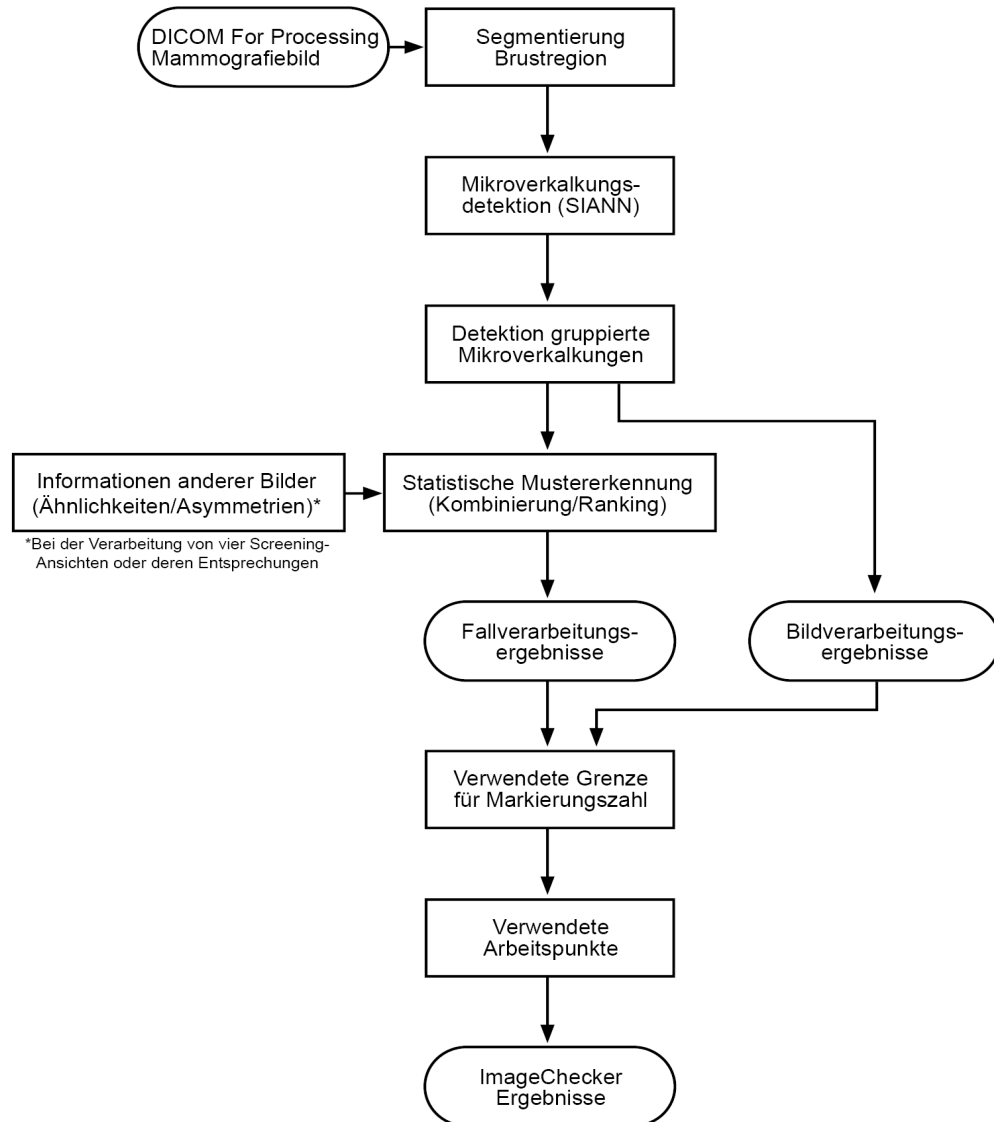 DICOM For Processing
Mammografiebild
Segmentierung
Brustregion
Mikroverkalkungs-
detektion (SIANN)
Detektion gruppierte
Mikroverkalkungen
Informationen anderer Bilder
(Ähnlichkeiten/Asymmetrien)*
*Bei der Verarbeitung von vier Screening-
Ansichten oder deren Entsprechungen
Statistische Mustererkennung
(Kombinierung/Ranking)
Fallverarbeitungs-
ergebnisse
Bildverarbeitungs-
ergebnisse
Verwendete Grenze
für Markierungszahl
Verwendete
Arbeitspunkte
ImageChecker
Ergebnisse